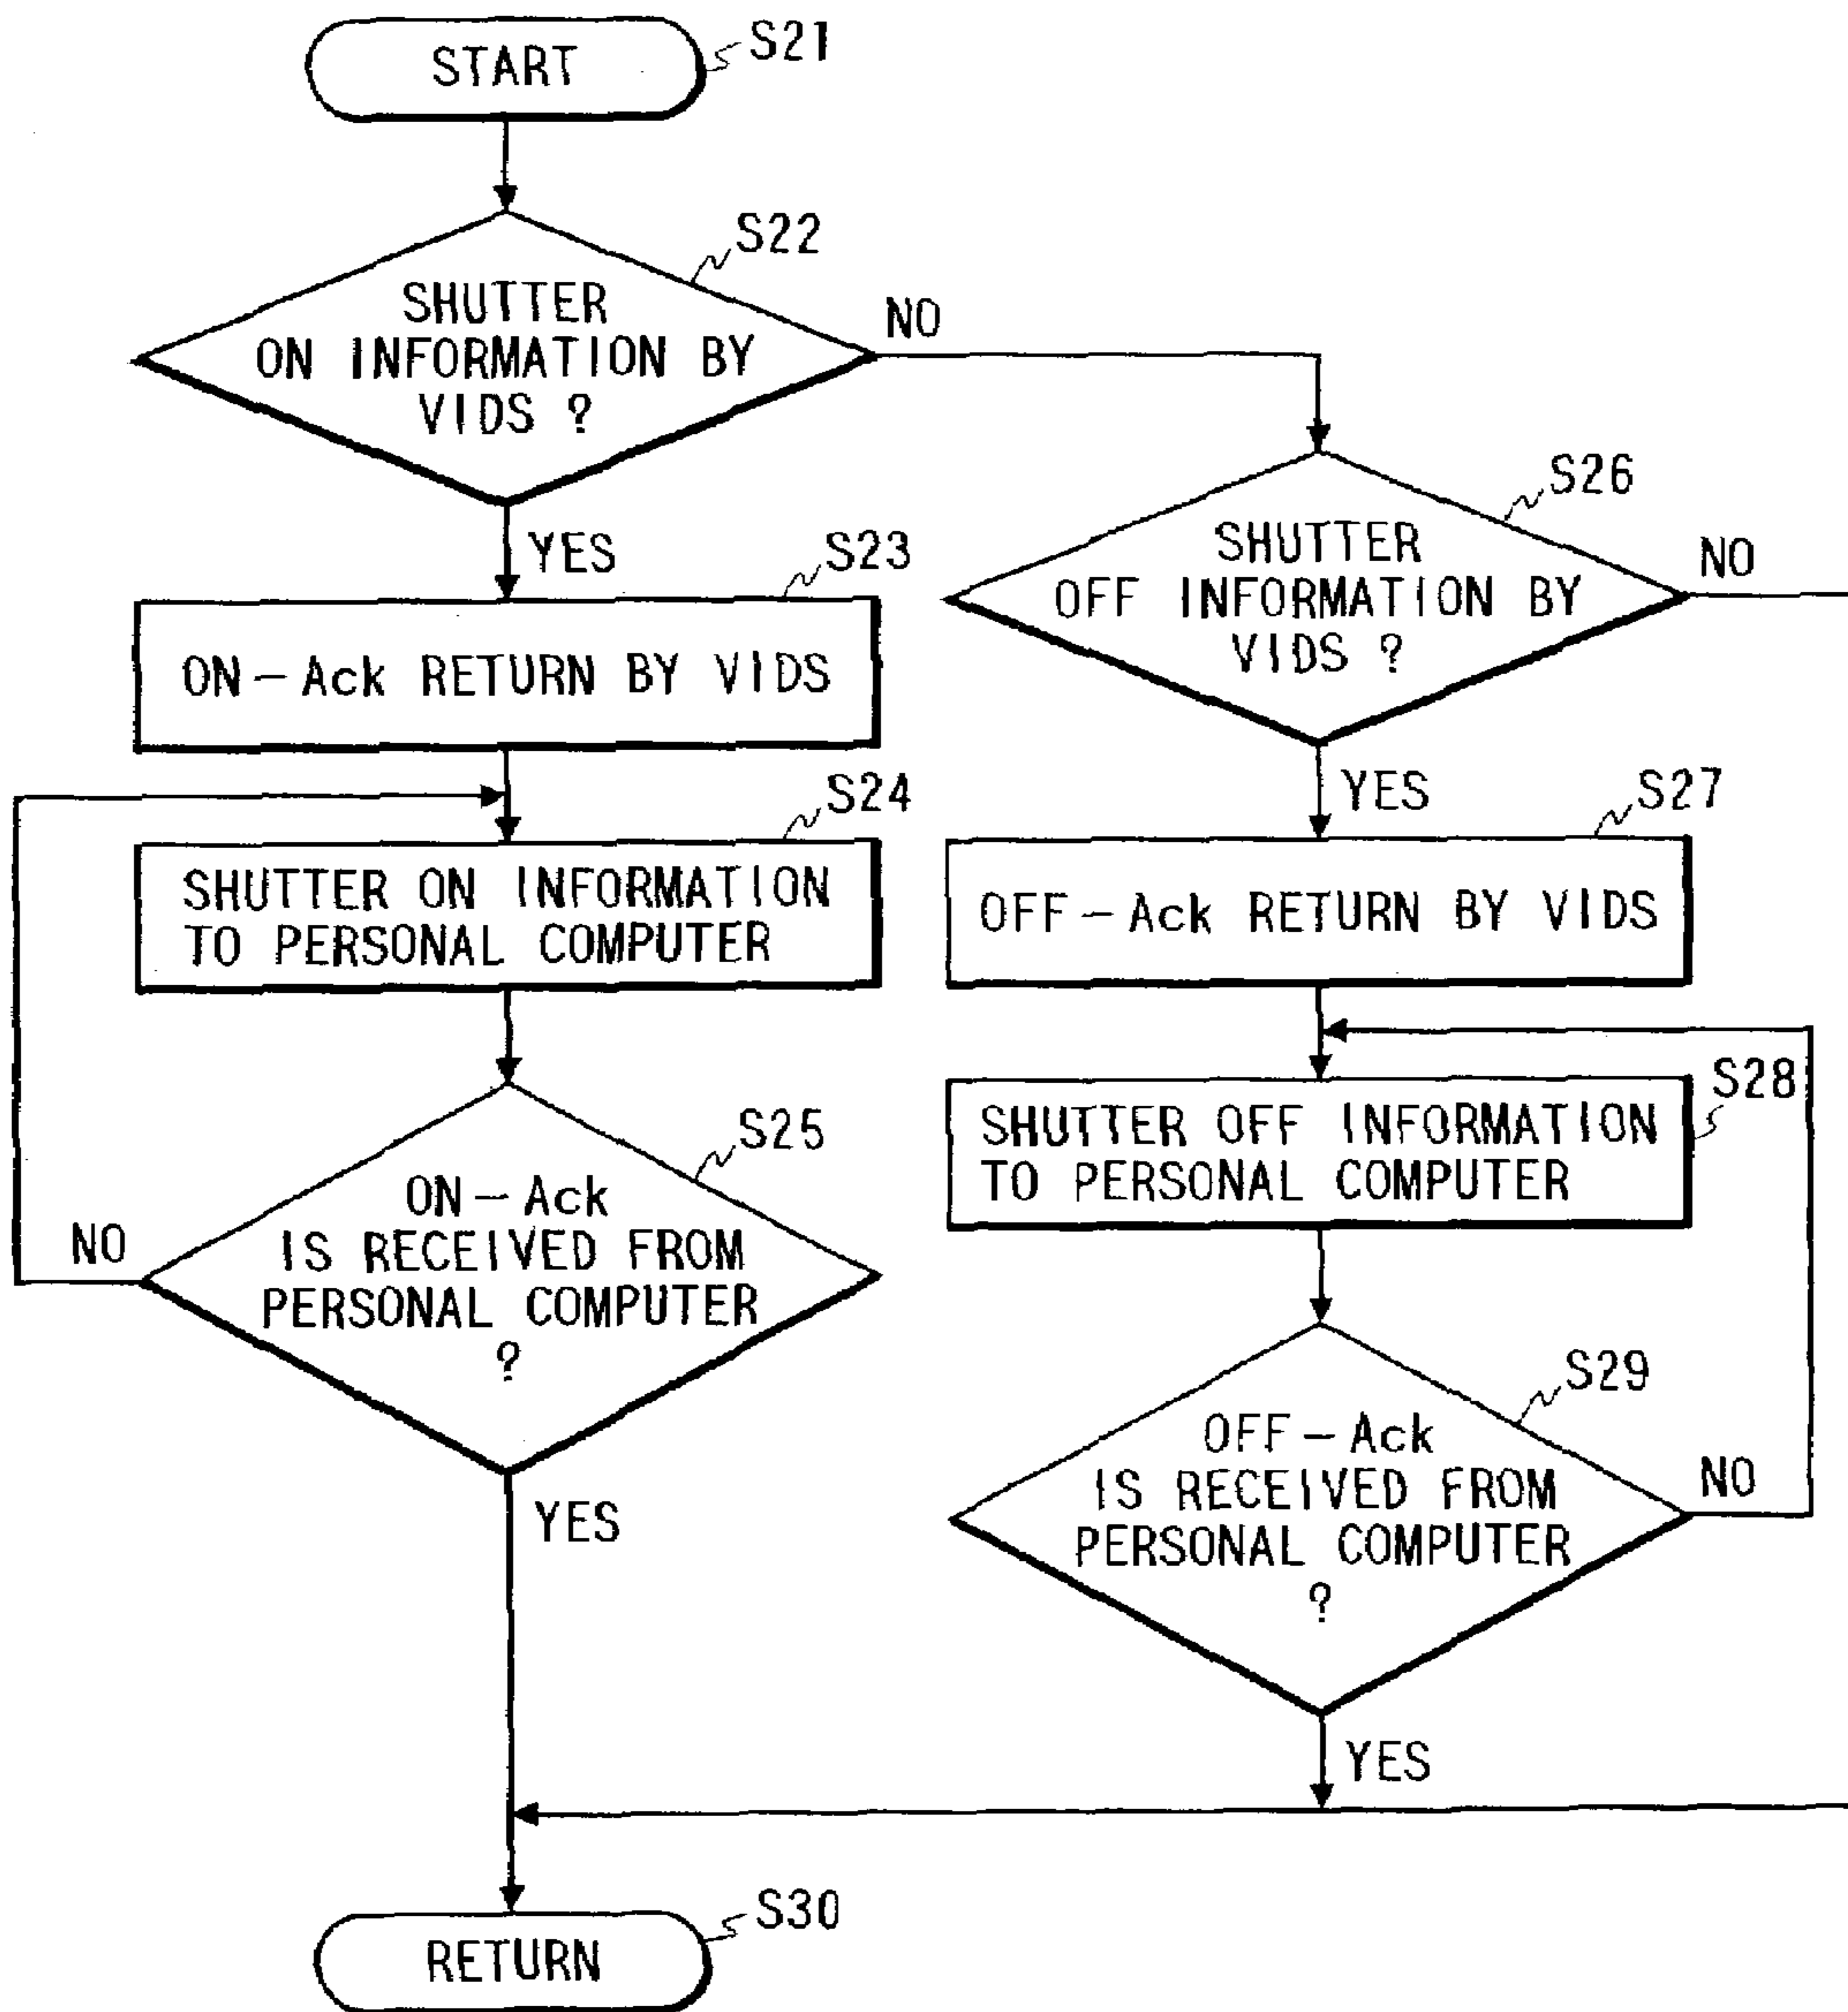 START
S21
S22
SHUTTER
ON INFORMATION BY
VIDS ?
NO
YES
S23
ON-Ack RETURN BY VIDS
S24
SHUTTER ON INFORMATION
TO PERSONAL COMPUTER
S25
ON-Ack
IS RECEIVED FROM
PERSONAL COMPUTER
?
NO
YES
S26
SHUTTER
OFF INFORMATION BY
VIDS ?
NO
YES
S27
OFF-Ack RETURN BY VIDS
S28
SHUTTER OFF INFORMATION
TO PERSONAL COMPUTER
S29
OFF-Ack
IS RECEIVED FROM
PERSONAL COMPUTER
?
NO
YES
S30
RETURN